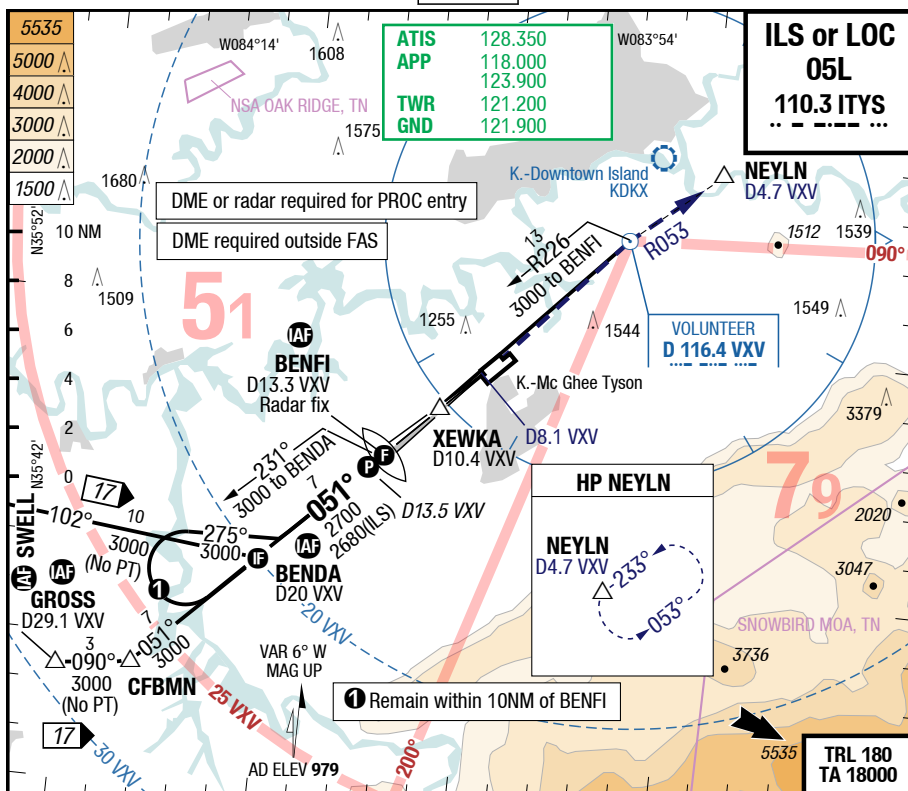 5535
5000
4000
3000
2000
1500
W084°14'
1608
NSA OAK RIDGE, TN
1575
1680
ATIS 128.350
APP 118.000
123.900
TWR 121.200
GND 121.900
W083°54'
ILS or LOC
05L
110.3 ITYS
K.-Downtown Island
KDKX
NEYLN
D4.7 VXV
DME or radar required for PROC entry
DME required outside FAS
N35°52'
10 NM
8
6
4
2
0
N35°42'
1509
51
13
R226
3000 to BENFI
R053
1512
1539
090°
1255
1544
1549
VOLUNTEER
D 116.4 VXV
IAF
BENFI
D13.3 VXV
Radar fix
K.-Mc Ghee Tyson
3379
XEWKA
D10.4 VXV
D8.1 VXV
231°
3000 to BENDA
P
F
7
051°
2700
2680(ILS)
D13.5 VXV
79
2020
3047
17
102°
10
3000
(No PT)
275°
3000
IF
IAF
BENDA
D20 VXV
1
IAF SWELL
IAF
GROSS
D29.1 VXV
3
090°
3000
(No PT)
7
051°
3000
CFBMN
17
20 VXV
25 VXV
30 VXV
VAR 6° W
MAG UP
AD ELEV 979
200°
1 Remain within 10NM of BENFI
HP NEYLN
NEYLN
D4.7 VXV
233°
053°
SNOWBIRD MOA, TN
3736
5535
TRL 180
TA 18000